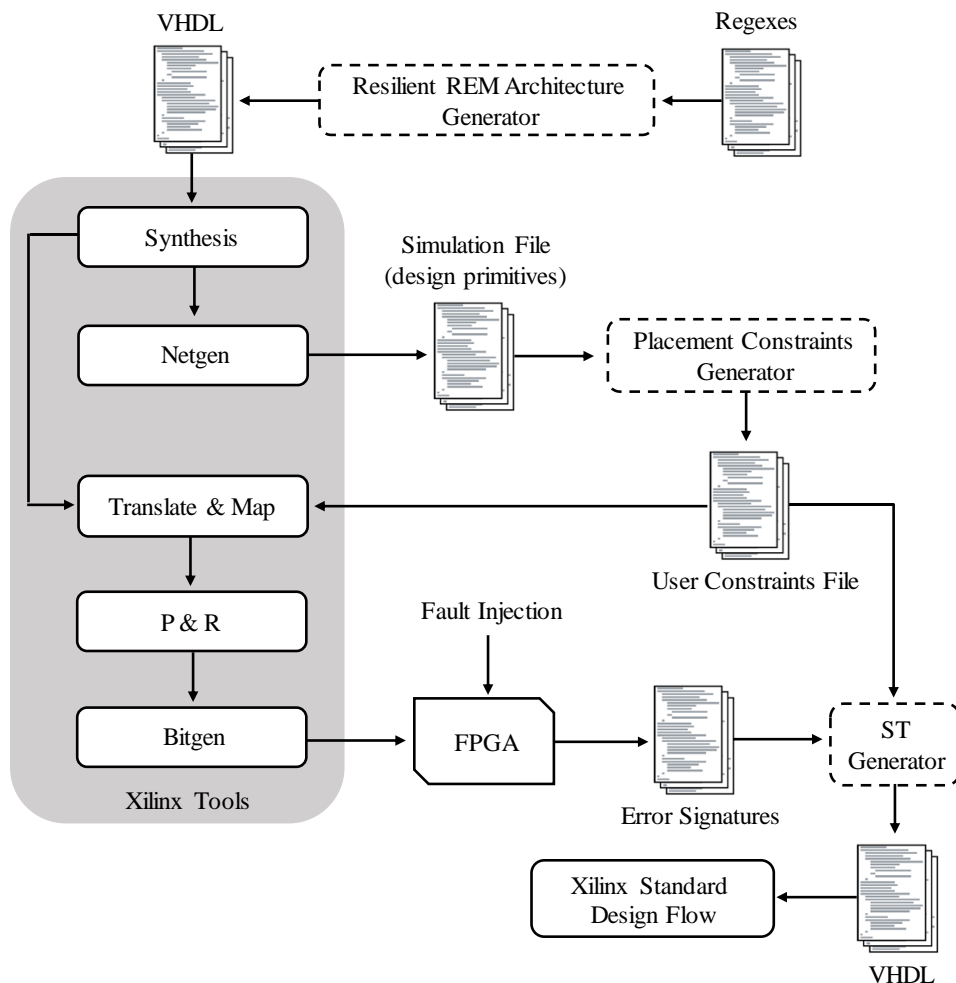 VHDL
Regexes
Resilient REM Architecture
Generator
Synthesis
Simulation File
(design primitives)
Netgen
Placement Constraints
Generator
Translate & Map
User Constraints File
P & R
Fault Injection
Bitgen
FPGA
ST
Generator
Xilinx Tools
Error Signatures
Xilinx Standard
Design Flow
VHDL